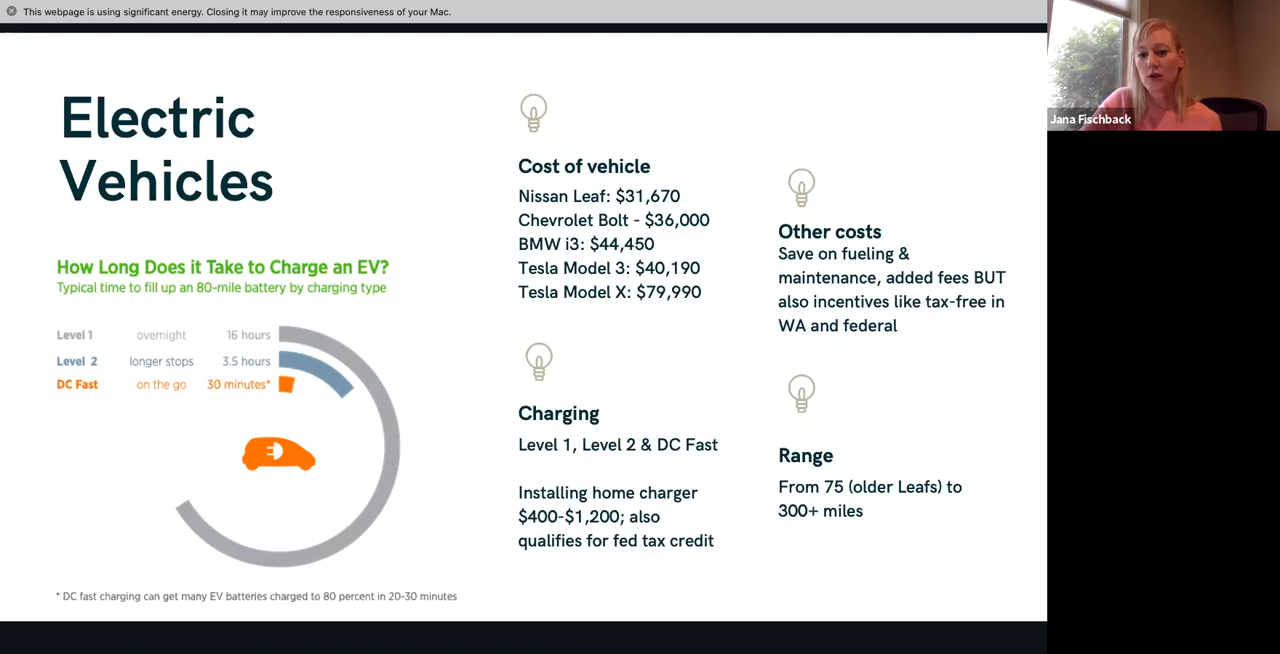 This webpage is using significant energy. Closing it may improve the responsiveness of your Mac.
Electric
Vehicles
How Long Does it Take to Charge an EV?
Typical time to fill up an 80-mile battery by charging type
Level 1 overnight 16 hours
Level 2 longer stops 3.5 hours
DC Fast on the go 30 minutes*
* DC fast charging can get many EV batteries charged to 80 percent in 20-30 minutes
Cost of vehicle
Nissan Leaf: $31,670
Chevrolet Bolt - $36,000
BMW i3: $44,450
Tesla Model 3: $40,190
Tesla Model X: $79,990
Charging
Level 1, Level 2 & DC Fast
Installing home charger
$400-$1,200; also
qualifies for fed tax credit
Other costs
Save on fueling &
maintenance, added fees BUT
also incentives like tax-free in
WA and federal
Range
From 75 (older Leafs) to
300+ miles
Jana Fischback